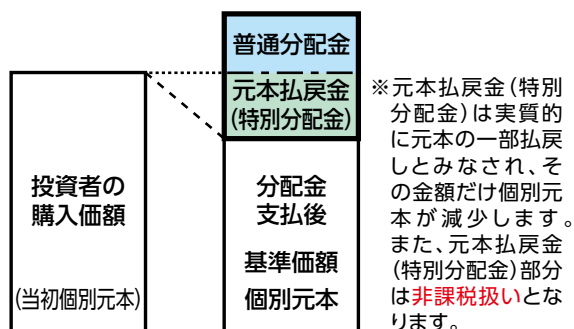 普通分配金
元本払戻金
(特別分配金)
投資者の
購入価額
(当初個別元本)
分配金
支払後
基準価額
個別元本
※元本払戻金(特別
分配金)は実質的
に元本の一部払戻
しとみなされ、そ
の金額だけ個別元
本が減少します。
また、元本払戻金
(特別分配金)部分
は非課税扱いとな
ります。